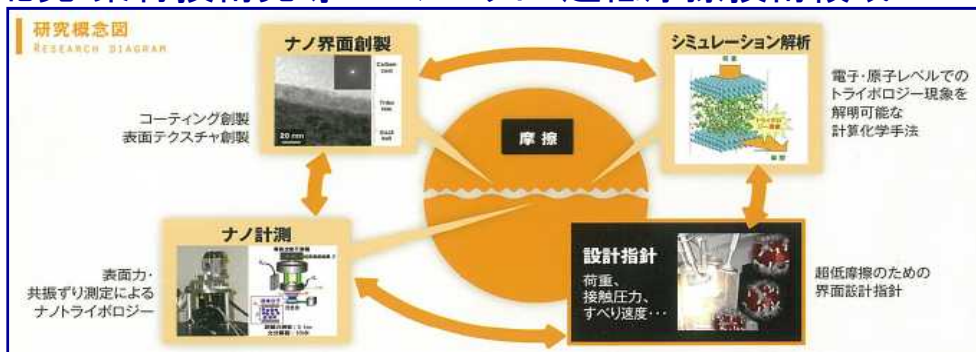 研究概念図
RESEARCH DIAGRAM
ナノ界面創製
20 nm
コーティング創製
表面テクスチャ創製
摩擦
シミュレーション解析
荷重
電子・原子レベルでの
トライボロジー現象を
解明可能な
計算化学手法
ナノ計測
表面力・
共振ずり測定による
ナノトライボロジー
設計指針
荷重、
接触圧力、
すべり速度・・・
超低摩擦のための
界面設計指針